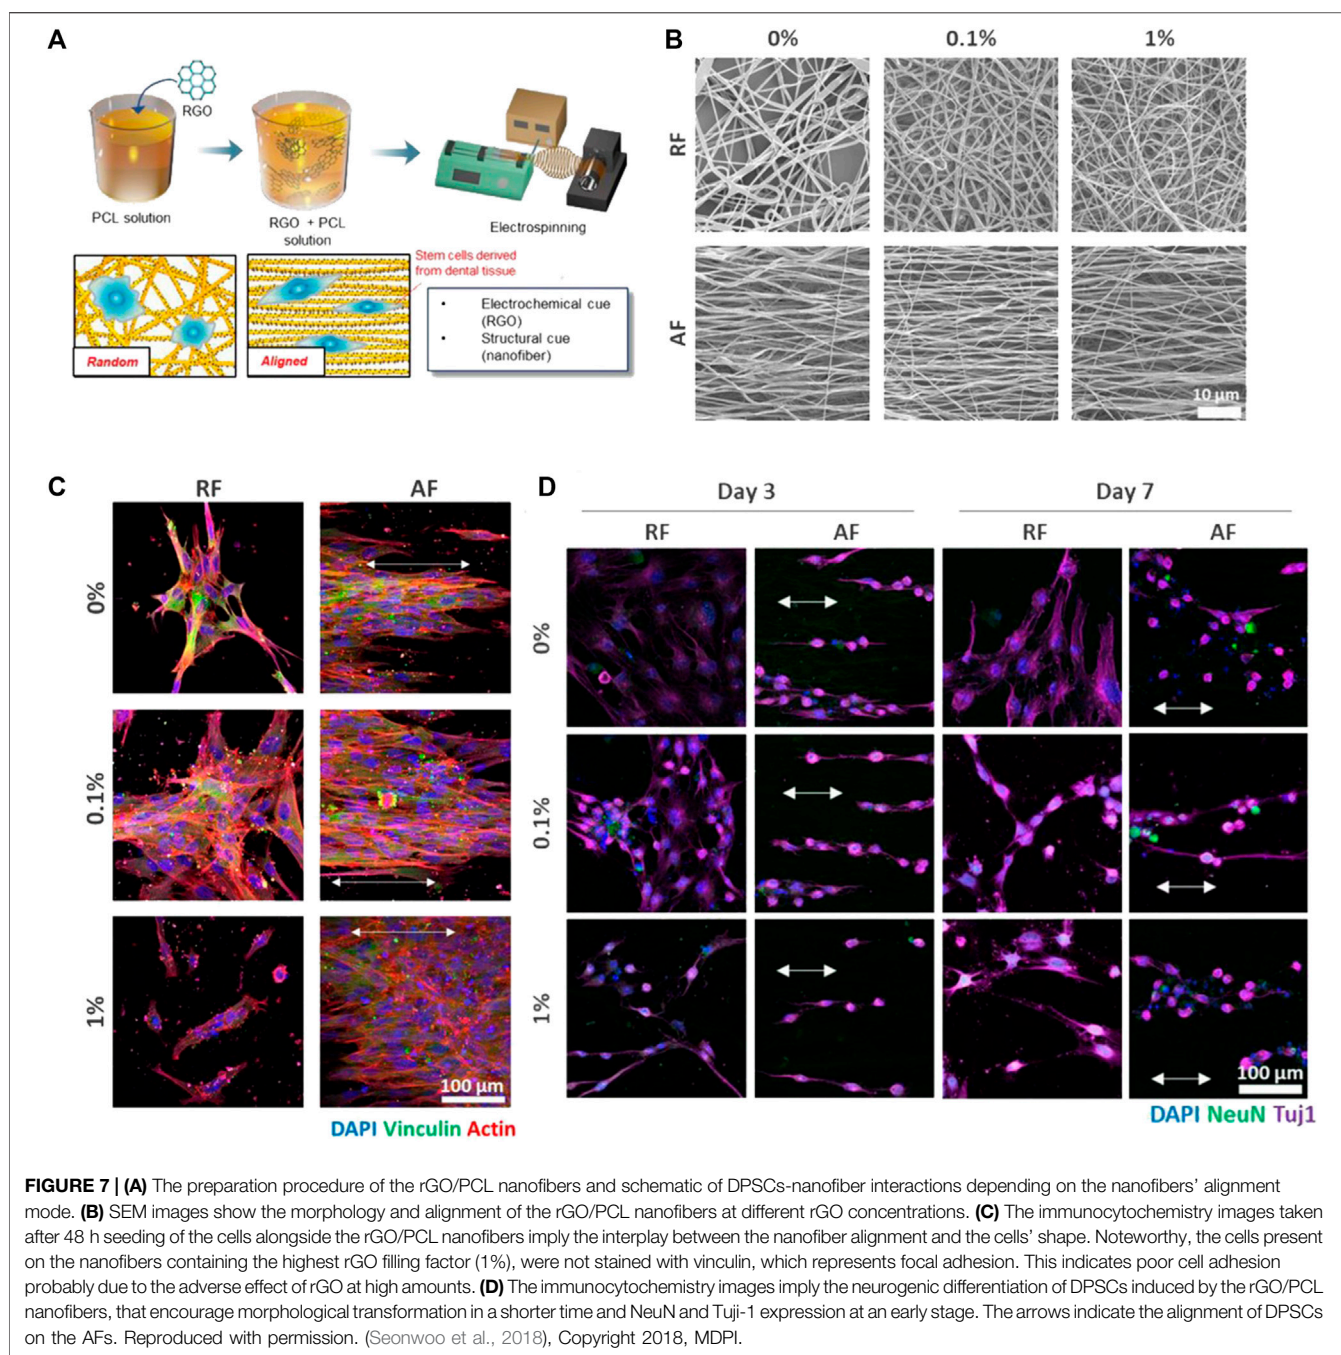 A
RGO
PCL solution
RGO + PCL
solution
Electrospinning
Stem cells derived
from dental tissue
Random
Aligned
• Electrochemical cue
(RGO)
• Structural cue
(nanofiber)
B
0% 0.1% 1%
RF
AF
10 µm
C
RF AF
0%
0.1%
1%
100 µm
DAPI Vinculin Actin
D
Day 3 Day 7
RF AF RF AF
0%
0.1%
1%
100 µm
DAPI NeuN Tuj1
FIGURE 7 | (A) The preparation procedure of the rGO/PCL nanofibers and schematic of DPSCs-nanofiber interactions depending on the nanofibers’ alignment
mode. (B) SEM images show the morphology and alignment of the rGO/PCL nanofibers at different rGO concentrations. (C) The immunocytochemistry images taken
after 48 h seeding of the cells alongside the rGO/PCL nanofibers imply the interplay between the nanofiber alignment and the cells’ shape. Noteworthy, the cells present
on the nanofibers containing the highest rGO filling factor (1%), were not stained with vinculin, which represents focal adhesion. This indicates poor cell adhesion
probably due to the adverse effect of rGO at high amounts. (D) The immunocytochemistry images imply the neurogenic differentiation of DPSCs induced by the rGO/PCL
nanofibers, that encourage morphological transformation in a shorter time and NeuN and Tuji-1 expression at an early stage. The arrows indicate the alignment of DPSCs
on the AFs. Reproduced with permission. (Seonwoo et al., 2018), Copyright 2018, MDPI.